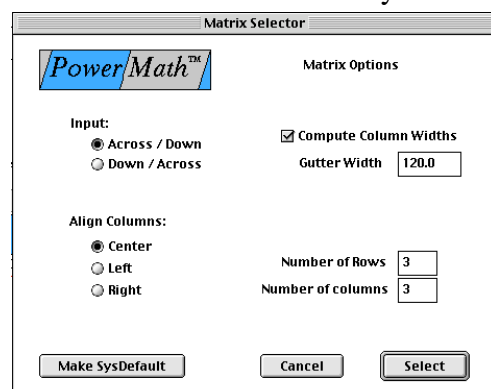 Matrix Selector
PowerMath™
Matrix Options
Input:
Across / Down
Down / Across
Compute Column Widths
Gutter Width 120.0
Align Columns:
Center
Left
Right
Number of Rows 3
Number of columns 3
Make SysDefault
Cancel
Select